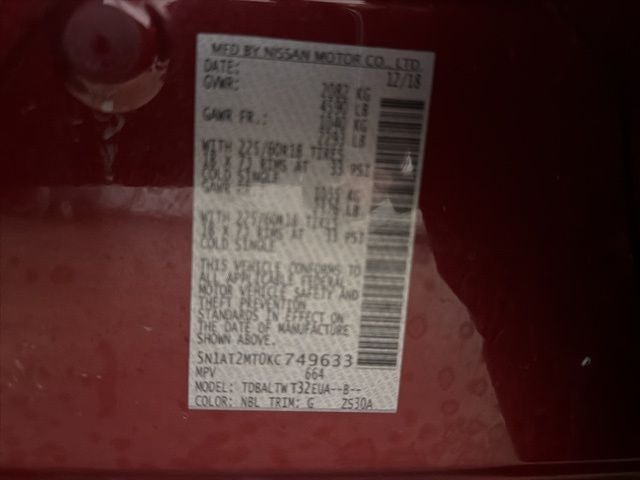 MFD BY NISSAN MOTOR CO., LTD.
DATE: 12/18
GVWR: KG
LB
GAWR FR.: KG
LB
WITH 225/60R18 TIRES
18 X 7J RIMS AT 33 PSI
COLD SINGLE
GAWR KG
LB
WITH 225/60R18 TIRES
18 X 7J RIMS AT 33 PSI
COLD SINGLE
THIS VEHICLE CONFORMS TO
ALL APPLICABLE FEDERAL
MOTOR VEHICLE SAFETY AND
THEFT PREVENTION
STANDARDS IN EFFECT ON
THE DATE OF MANUFACTURE
SHOWN ABOVE.
5N1AT2MT0KC749633
MPV 664
MODEL: TDBALTW T32EUA--B--
COLOR: NBL TRIM: G ZS30A